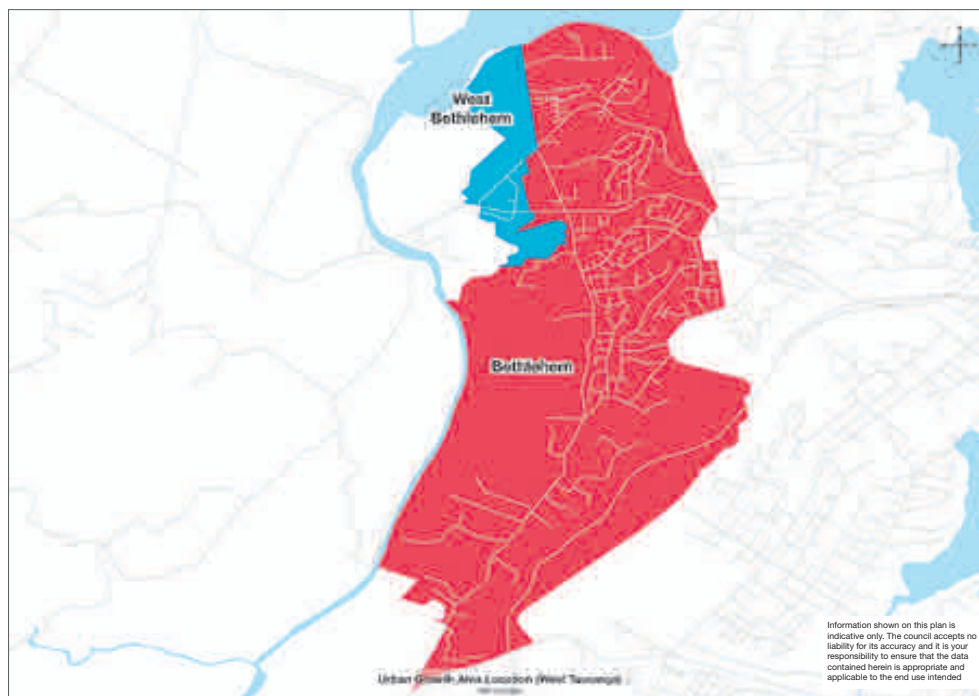 West
Bethlehem
Bethlehem
Information shown on this plan is
indicative only. The council accepts no
liability for its accuracy and it is your
responsibility to ensure that the data
contained herein is appropriate and
applicable to the end use intended
Urban Growth Area Location (West Tauranga)